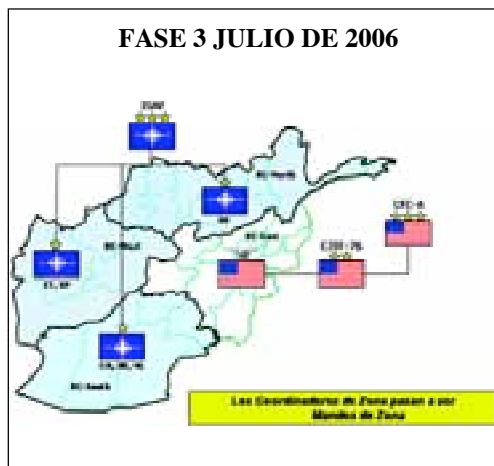 FASE 3 JULIO DE 2006
ISAF
RC-North
CFC-A
RC-East
RC-West
CJTF-76
RC-South
Los Coordinadores de Zona pasan a ser
Mandos de Zona